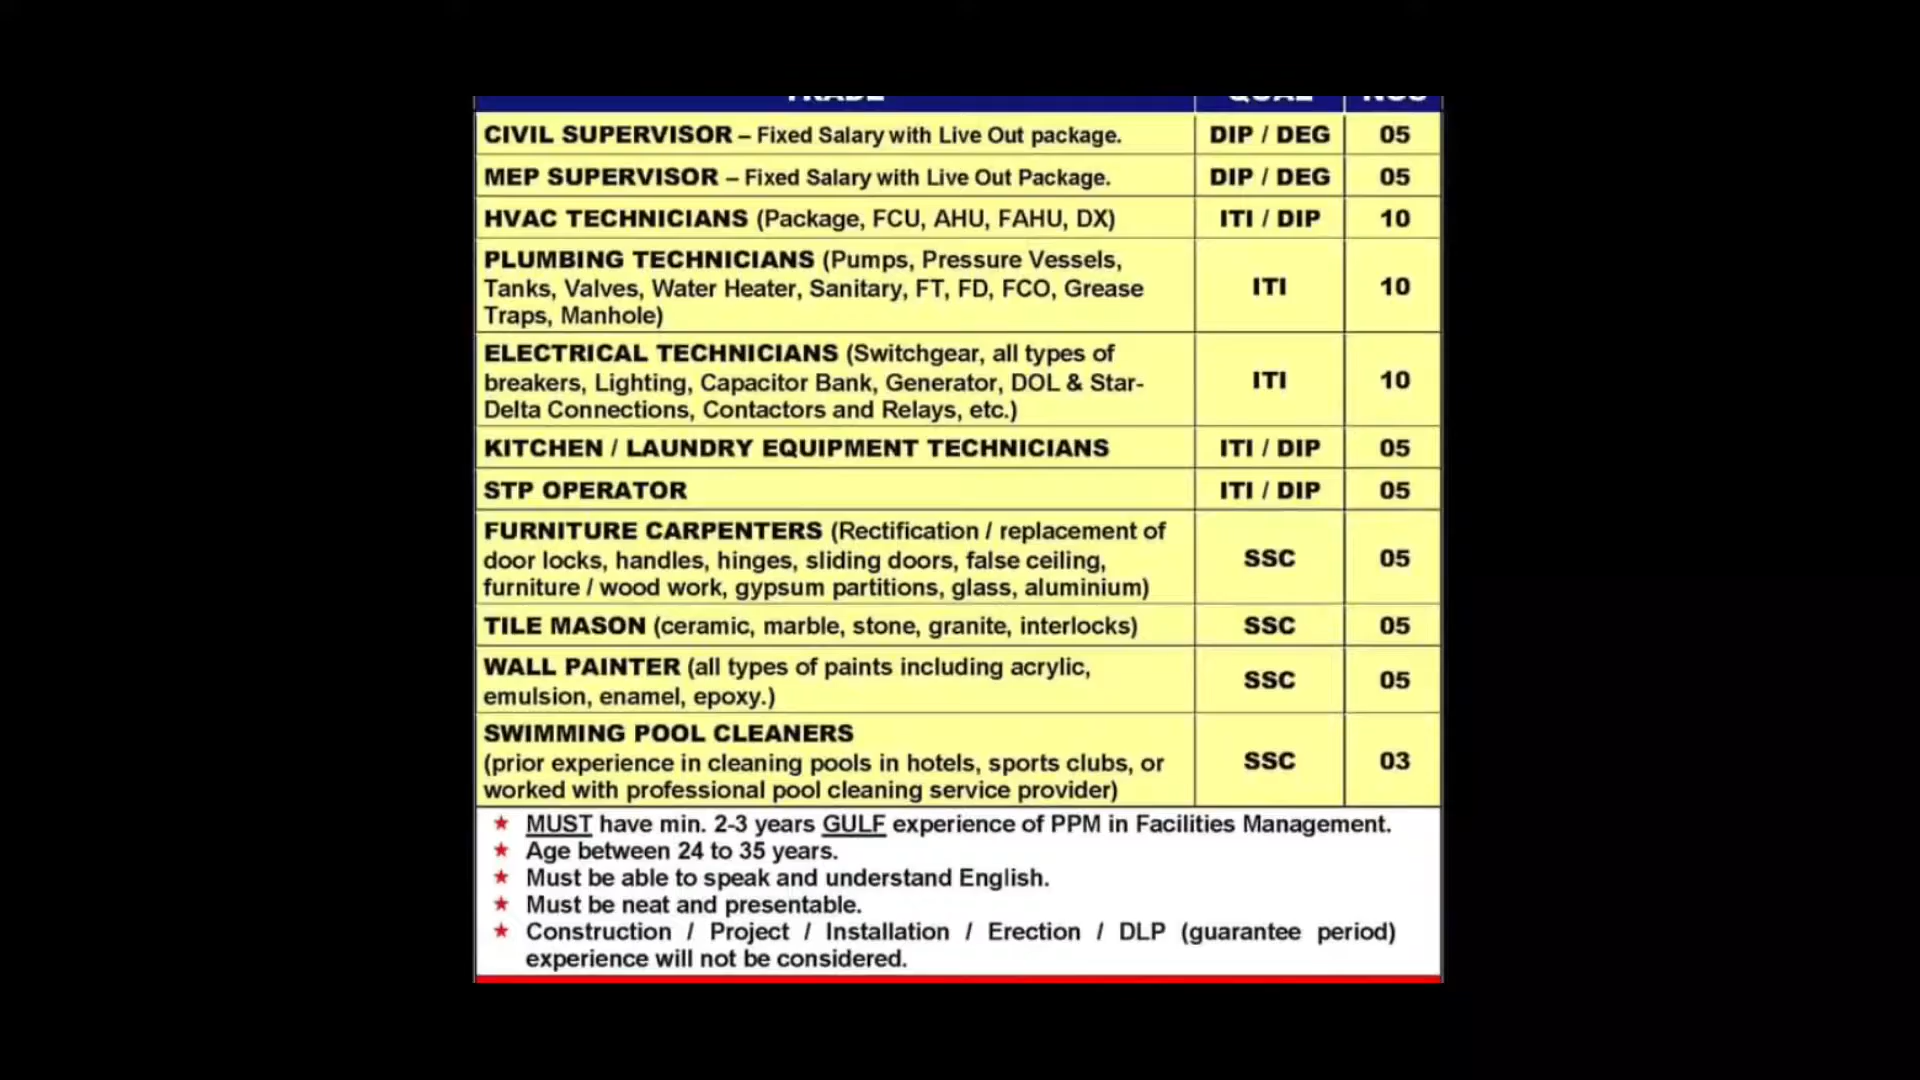 TRADE QUAL NOS
CIVIL SUPERVISOR – Fixed Salary with Live Out package. DIP / DEG 05
MEP SUPERVISOR – Fixed Salary with Live Out Package. DIP / DEG 05
HVAC TECHNICIANS (Package, FCU, AHU, FAHU, DX) ITI / DIP 10
PLUMBING TECHNICIANS (Pumps, Pressure Vessels,
Tanks, Valves, Water Heater, Sanitary, FT, FD, FCO, Grease
Traps, Manhole)
ITI 10
ELECTRICAL TECHNICIANS (Switchgear, all types of
breakers, Lighting, Capacitor Bank, Generator, DOL & Star-
Delta Connections, Contactors and Relays, etc.)
ITI 10
KITCHEN / LAUNDRY EQUIPMENT TECHNICIANS ITI / DIP 05
STP OPERATOR ITI / DIP 05
FURNITURE CARPENTERS (Rectification / replacement of
door locks, handles, hinges, sliding doors, false ceiling,
furniture / wood work, gypsum partitions, glass, aluminium)
SSC 05
TILE MASON (ceramic, marble, stone, granite, interlocks) SSC 05
WALL PAINTER (all types of paints including acrylic,
emulsion, enamel, epoxy.)
SSC 05
SWIMMING POOL CLEANERS
(prior experience in cleaning pools in hotels, sports clubs, or
worked with professional pool cleaning service provider)
SSC 03
★ MUST have min. 2-3 years GULF experience of PPM in Facilities Management.
★ Age between 24 to 35 years.
★ Must be able to speak and understand English.
★ Must be neat and presentable.
★ Construction / Project / Installation / Erection / DLP (guarantee period)
experience will not be considered.